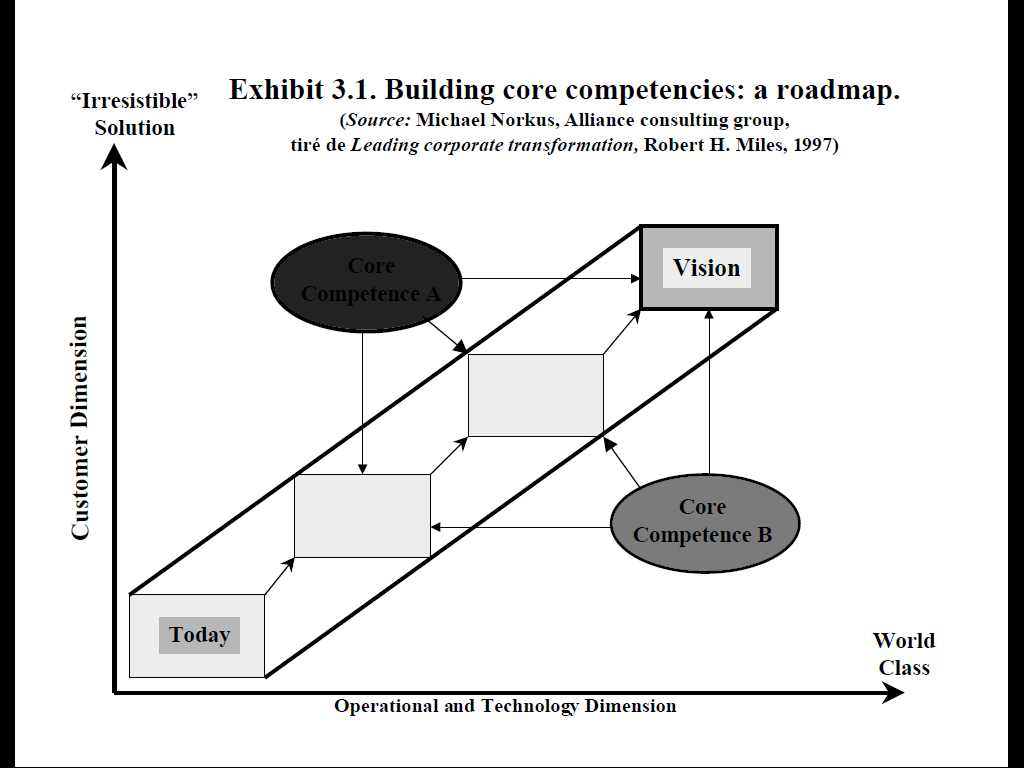 Exhibit 3.1. Building core competencies: a roadmap.
(Source: Michael Norkus, Alliance consulting group,
tiré de Leading corporate transformation, Robert H. Miles, 1997)
“Irresistible”
Solution
Customer Dimension
Core
Competence A
Vision
Core
Competence B
Today
World
Class
Operational and Technology Dimension